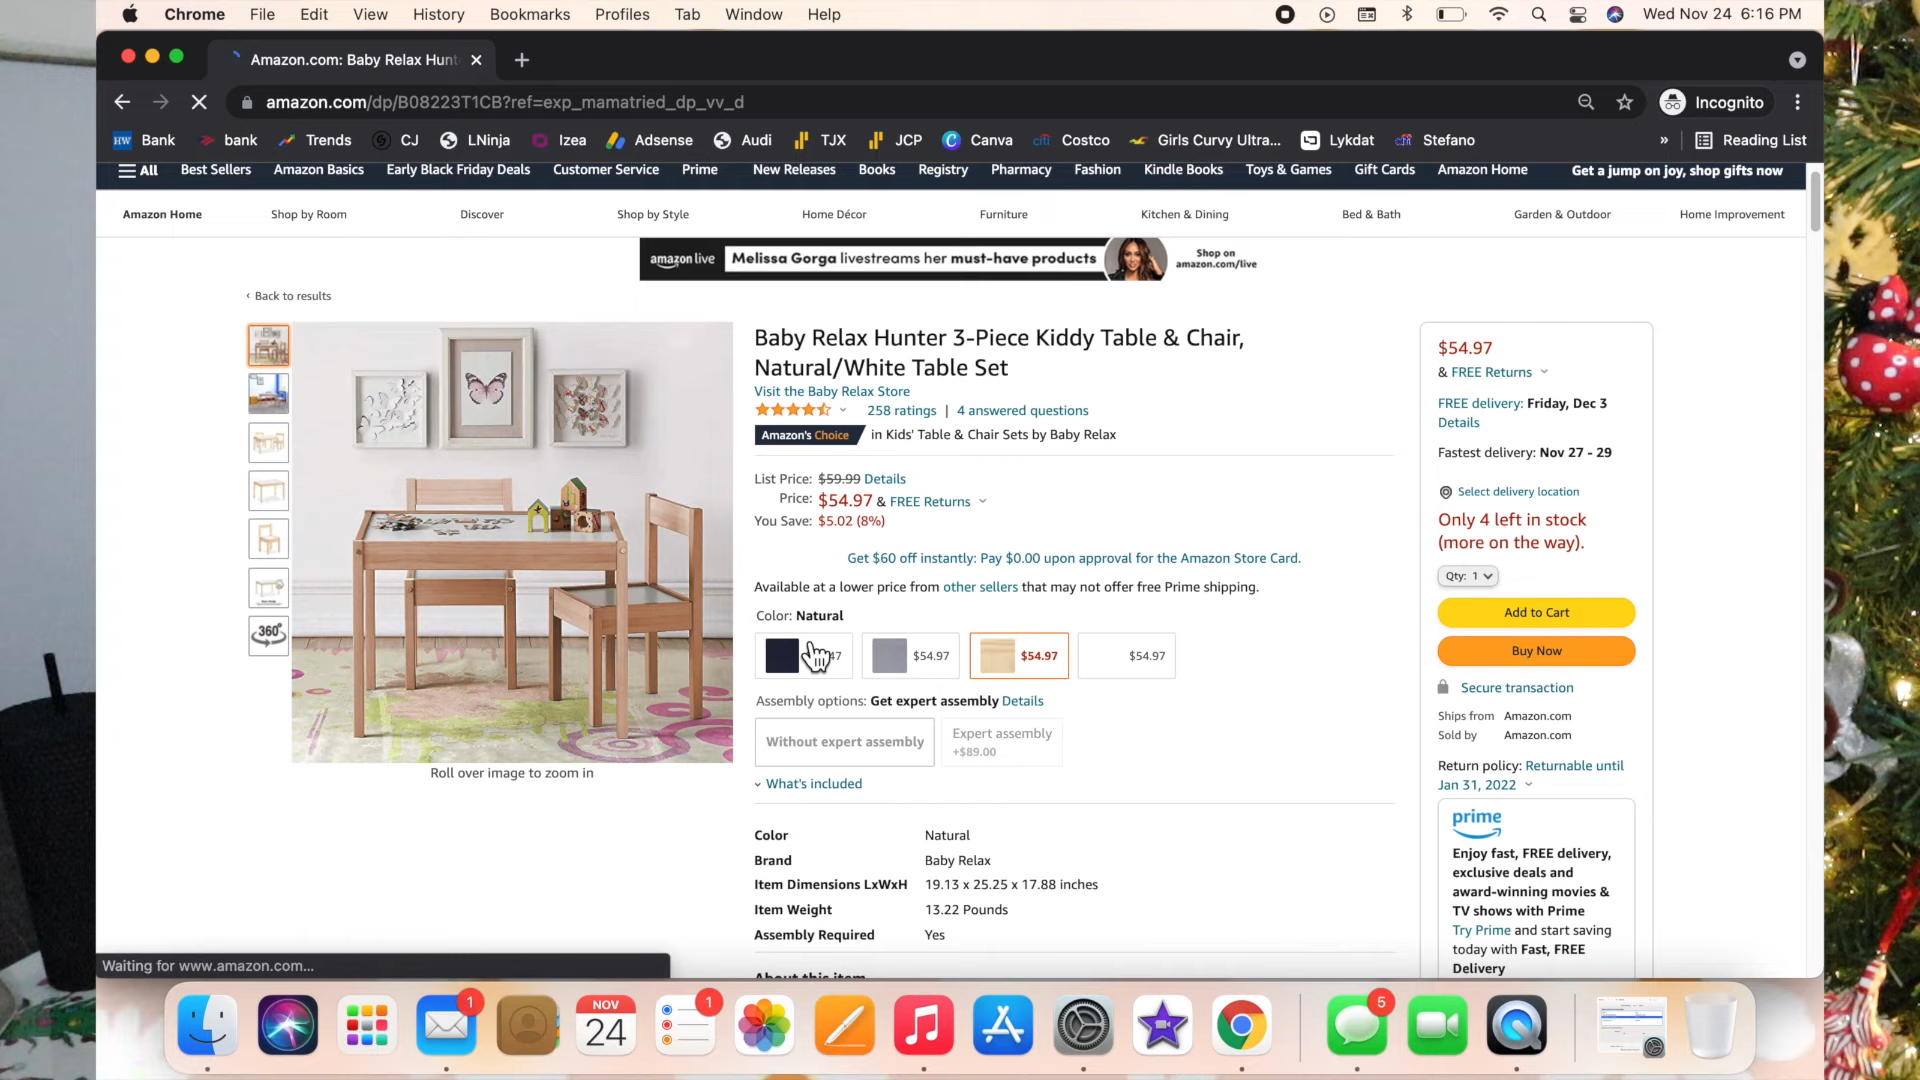 Chrome File Edit View History Bookmarks Profiles Tab Window Help Wed Nov 24 6:16 PM
Amazon.com: Baby Relax Hunt
amazon.com/dp/B08223T1CB?ref=exp_mamatried_dp_vv_d Incognito
HW Bank bank Trends CJ LNinja Izea Adsense Audi TJX JCP Canva citi Costco Girls Curvy Ultra... Lykdat citi Stefano » Reading List
All Best Sellers Amazon Basics Early Black Friday Deals Customer Service Prime New Releases Books Registry Pharmacy Fashion Kindle Books Toys & Games Gift Cards Amazon Home Get a jump on joy, shop gifts now
Amazon Home Shop by Room Discover Shop by Style Home Décor Furniture Kitchen & Dining Bed & Bath Garden & Outdoor Home Improvement
amazon live Melissa Gorga livestreams her must-have products Shop on
amazon.com/live
‹ Back to results
360°
Roll over image to zoom in
Baby Relax Hunter 3-Piece Kiddy Table & Chair,
Natural/White Table Set
Visit the Baby Relax Store
258 ratings | 4 answered questions
Amazon's Choice in Kids' Table & Chair Sets by Baby Relax
List Price: $59.99 Details
Price: $54.97 & FREE Returns
You Save: $5.02 (8%)
Get $60 off instantly: Pay $0.00 upon approval for the Amazon Store Card.
Available at a lower price from other sellers that may not offer free Prime shipping.
Color: Natural
47 $54.97 $54.97 $54.97
Assembly options: Get expert assembly Details
Without expert assembly
Expert assembly
+$89.00
What's included
Color Natural
Brand Baby Relax
Item Dimensions LxWxH 19.13 x 25.25 x 17.88 inches
Item Weight 13.22 Pounds
Assembly Required Yes
About this item
$54.97
& FREE Returns
FREE delivery: Friday, Dec 3
Details
Fastest delivery: Nov 27 - 29
Select delivery location
Only 4 left in stock
(more on the way).
Qty: 1
Add to Cart
Buy Now
Secure transaction
Ships from Amazon.com
Sold by Amazon.com
Return policy: Returnable until
Jan 31, 2022
prime
Enjoy fast, FREE delivery,
exclusive deals and
award-winning movies &
TV shows with Prime
Try Prime and start saving
today with Fast, FREE
Delivery
Waiting for www.amazon.com...
1 NOV 24 1 5